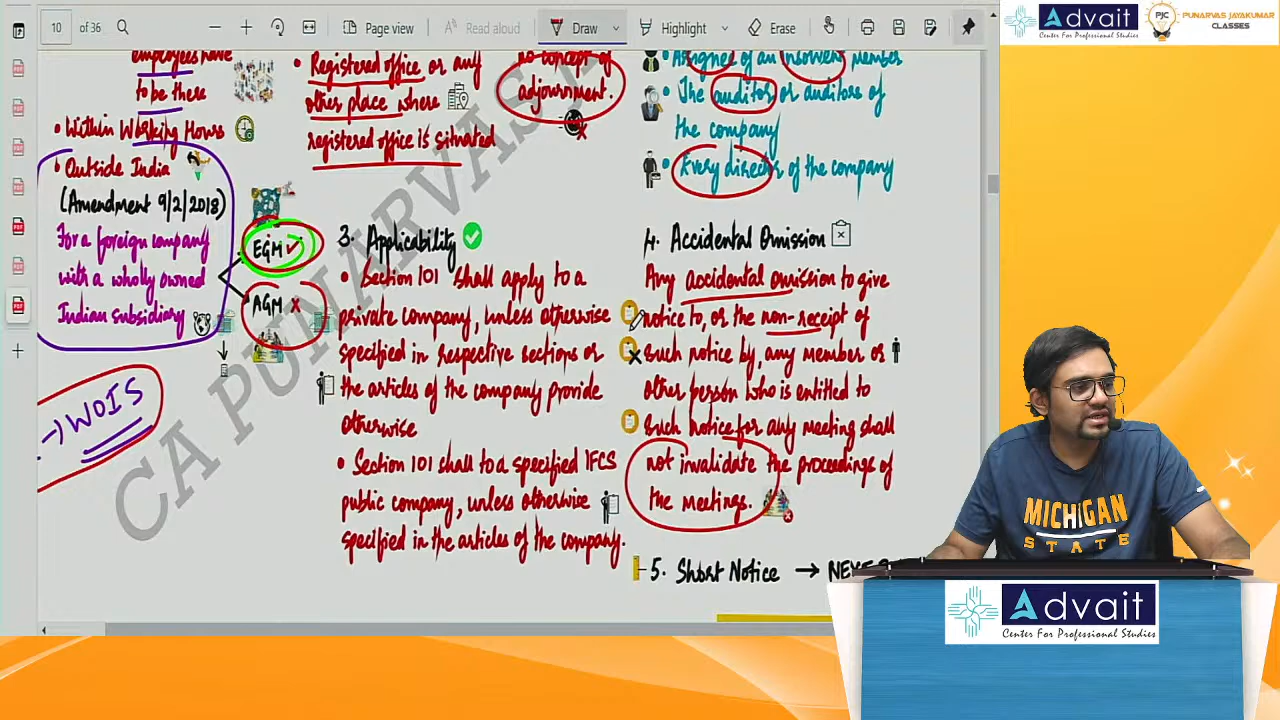 10 of 36
Page view
Read aloud
Draw
Highlight
Erase
Advait
Center For Professional Studies
PJC
PUNARVAS JAYAKUMAR
CLASSES
employees have
to be there
• Within Working Hours
• Outside India
(Amendment 9/2/2018)
For a foreign company
with a wholly owned
Indian subsidiary
EGM ✓
AGM x
→ WOIS
• Registered office or any
other place where
registered office is situated
no concept of
adjournment.
3. Applicability
• Section 101 shall apply to a
private company, unless otherwise
specified in respective sections or
the articles of the company provide
otherwise
• Section 101 shall to a specified IFCS
public company, unless otherwise
specified in the articles of the company.
Assignee of an insolvent member
• The auditor or auditors of
the company
• Every director of the company
4. Accidental Omission
Any accidental omission to give
notice to, or the non-receipt of
such notice by, any member or
other person who is entitled to
such notice for any meeting shall
not invalidate the proceedings of
the meetings.
5. Short Notice →
CA PUNARVAS
MICHIGAN
STATE
Advait
Center For Professional Studies